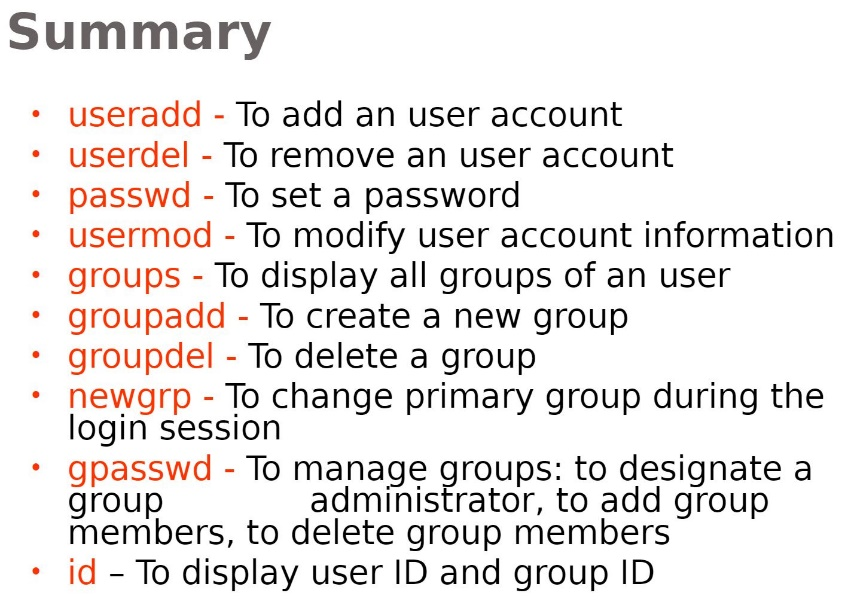 Summary
• useradd - To add an user account
• userdel - To remove an user account
• passwd - To set a password
• usermod - To modify user account information
• groups - To display all groups of an user
• groupadd - To create a new group
• groupdel - To delete a group
• newgrp - To change primary group during the
login session
• gpasswd - To manage groups: to designate a
group administrator, to add group
members, to delete group members
• id – To display user ID and group ID